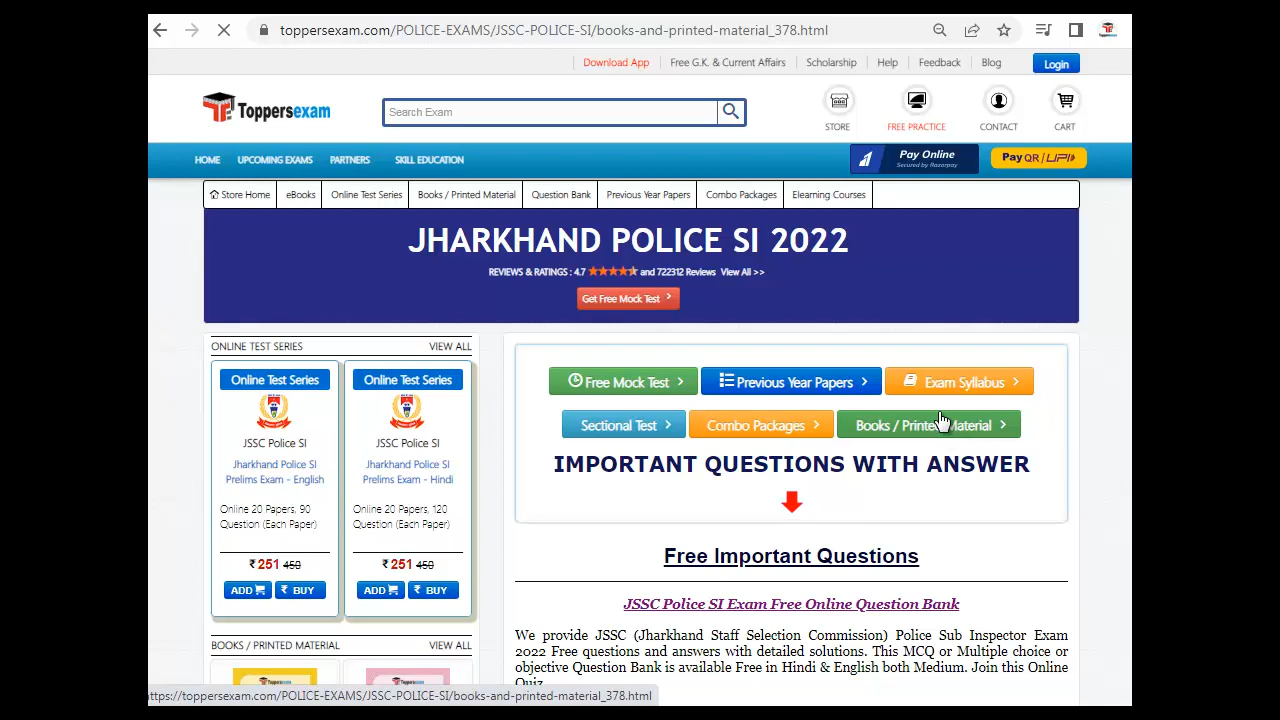 toppersexam.com/POLICE-EXAMS/JSSC-POLICE-SI/books-and-printed-material_378.html
Download App Free G.K. & Current Affairs Scholarship Help Feedback Blog Login
Toppersexam
Search Exam
STORE FREE PRACTICE CONTACT CART
HOME UPCOMING EXAMS PARTNERS SKILL EDUCATION
Pay Online
Secured by Razorpay
Pay QR / UPI
Store Home eBooks Online Test Series Books / Printed Material Question Bank Previous Year Papers Combo Packages Elearning Courses
JHARKHAND POLICE SI 2022
REVIEWS & RATINGS : 4.7 and 722312 Reviews View All >>
Get Free Mock Test
ONLINE TEST SERIES VIEW ALL
Online Test Series
JSSC Police SI
Jharkhand Police SI
Prelims Exam - English
Online 20 Papers, 90
Question (Each Paper)
₹ 251 450
ADD ₹ BUY
Online Test Series
JSSC Police SI
Jharkhand Police SI
Prelims Exam - Hindi
Online 20 Papers, 120
Question (Each Paper)
₹ 251 450
ADD ₹ BUY
BOOKS / PRINTED MATERIAL VIEW ALL
Free Mock Test Previous Year Papers Exam Syllabus
Sectional Test Combo Packages Books / Printed Material
IMPORTANT QUESTIONS WITH ANSWER
Free Important Questions
JSSC Police SI Exam Free Online Question Bank
We provide JSSC (Jharkhand Staff Selection Commission) Police Sub Inspector Exam
2022 Free questions and answers with detailed solutions. This MCQ or Multiple choice or
objective Question Bank is available Free in Hindi & English both Medium. Join this Online
Quiz
https://toppersexam.com/POLICE-EXAMS/JSSC-POLICE-SI/books-and-printed-material_378.html